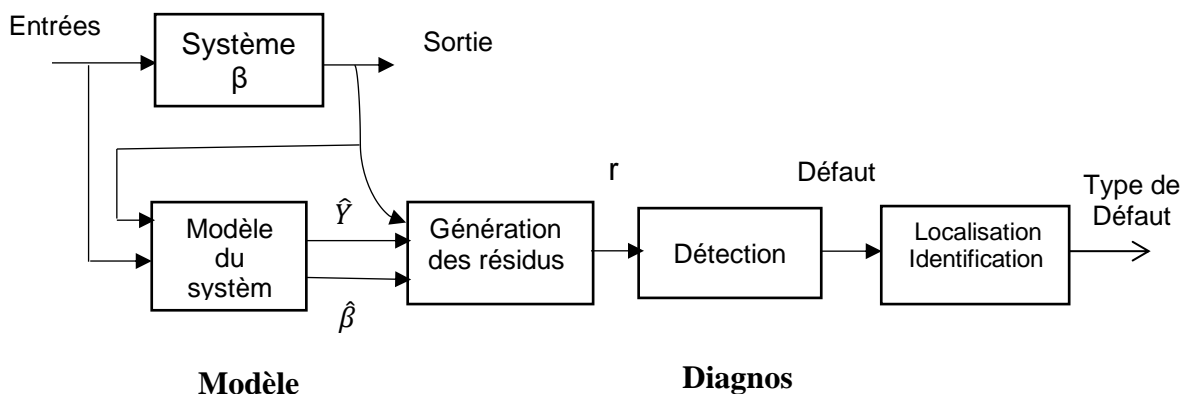 Entrées
Système
β
Sortie
r
Défaut
Type de
Défaut
Modèle
du
systèm
Ŷ
β̂
Génération
des résidus
Détection
Localisation
Identification
Modèle
Diagnos